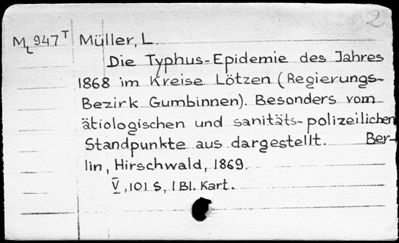 2
M 947 T Müller, L.
Die Typhus-Epidemie des Jahres
1868 im Kreise Lötzen (Regierungs-
Bezirk Gumbinnen). Besonders vom
ätiologischen und sanitäts-polizeilichen
Standpunkte aus dargestellt. Ber-
lin, Hirschwald, 1869.
V, 101 S, 1 Bl. Kart.